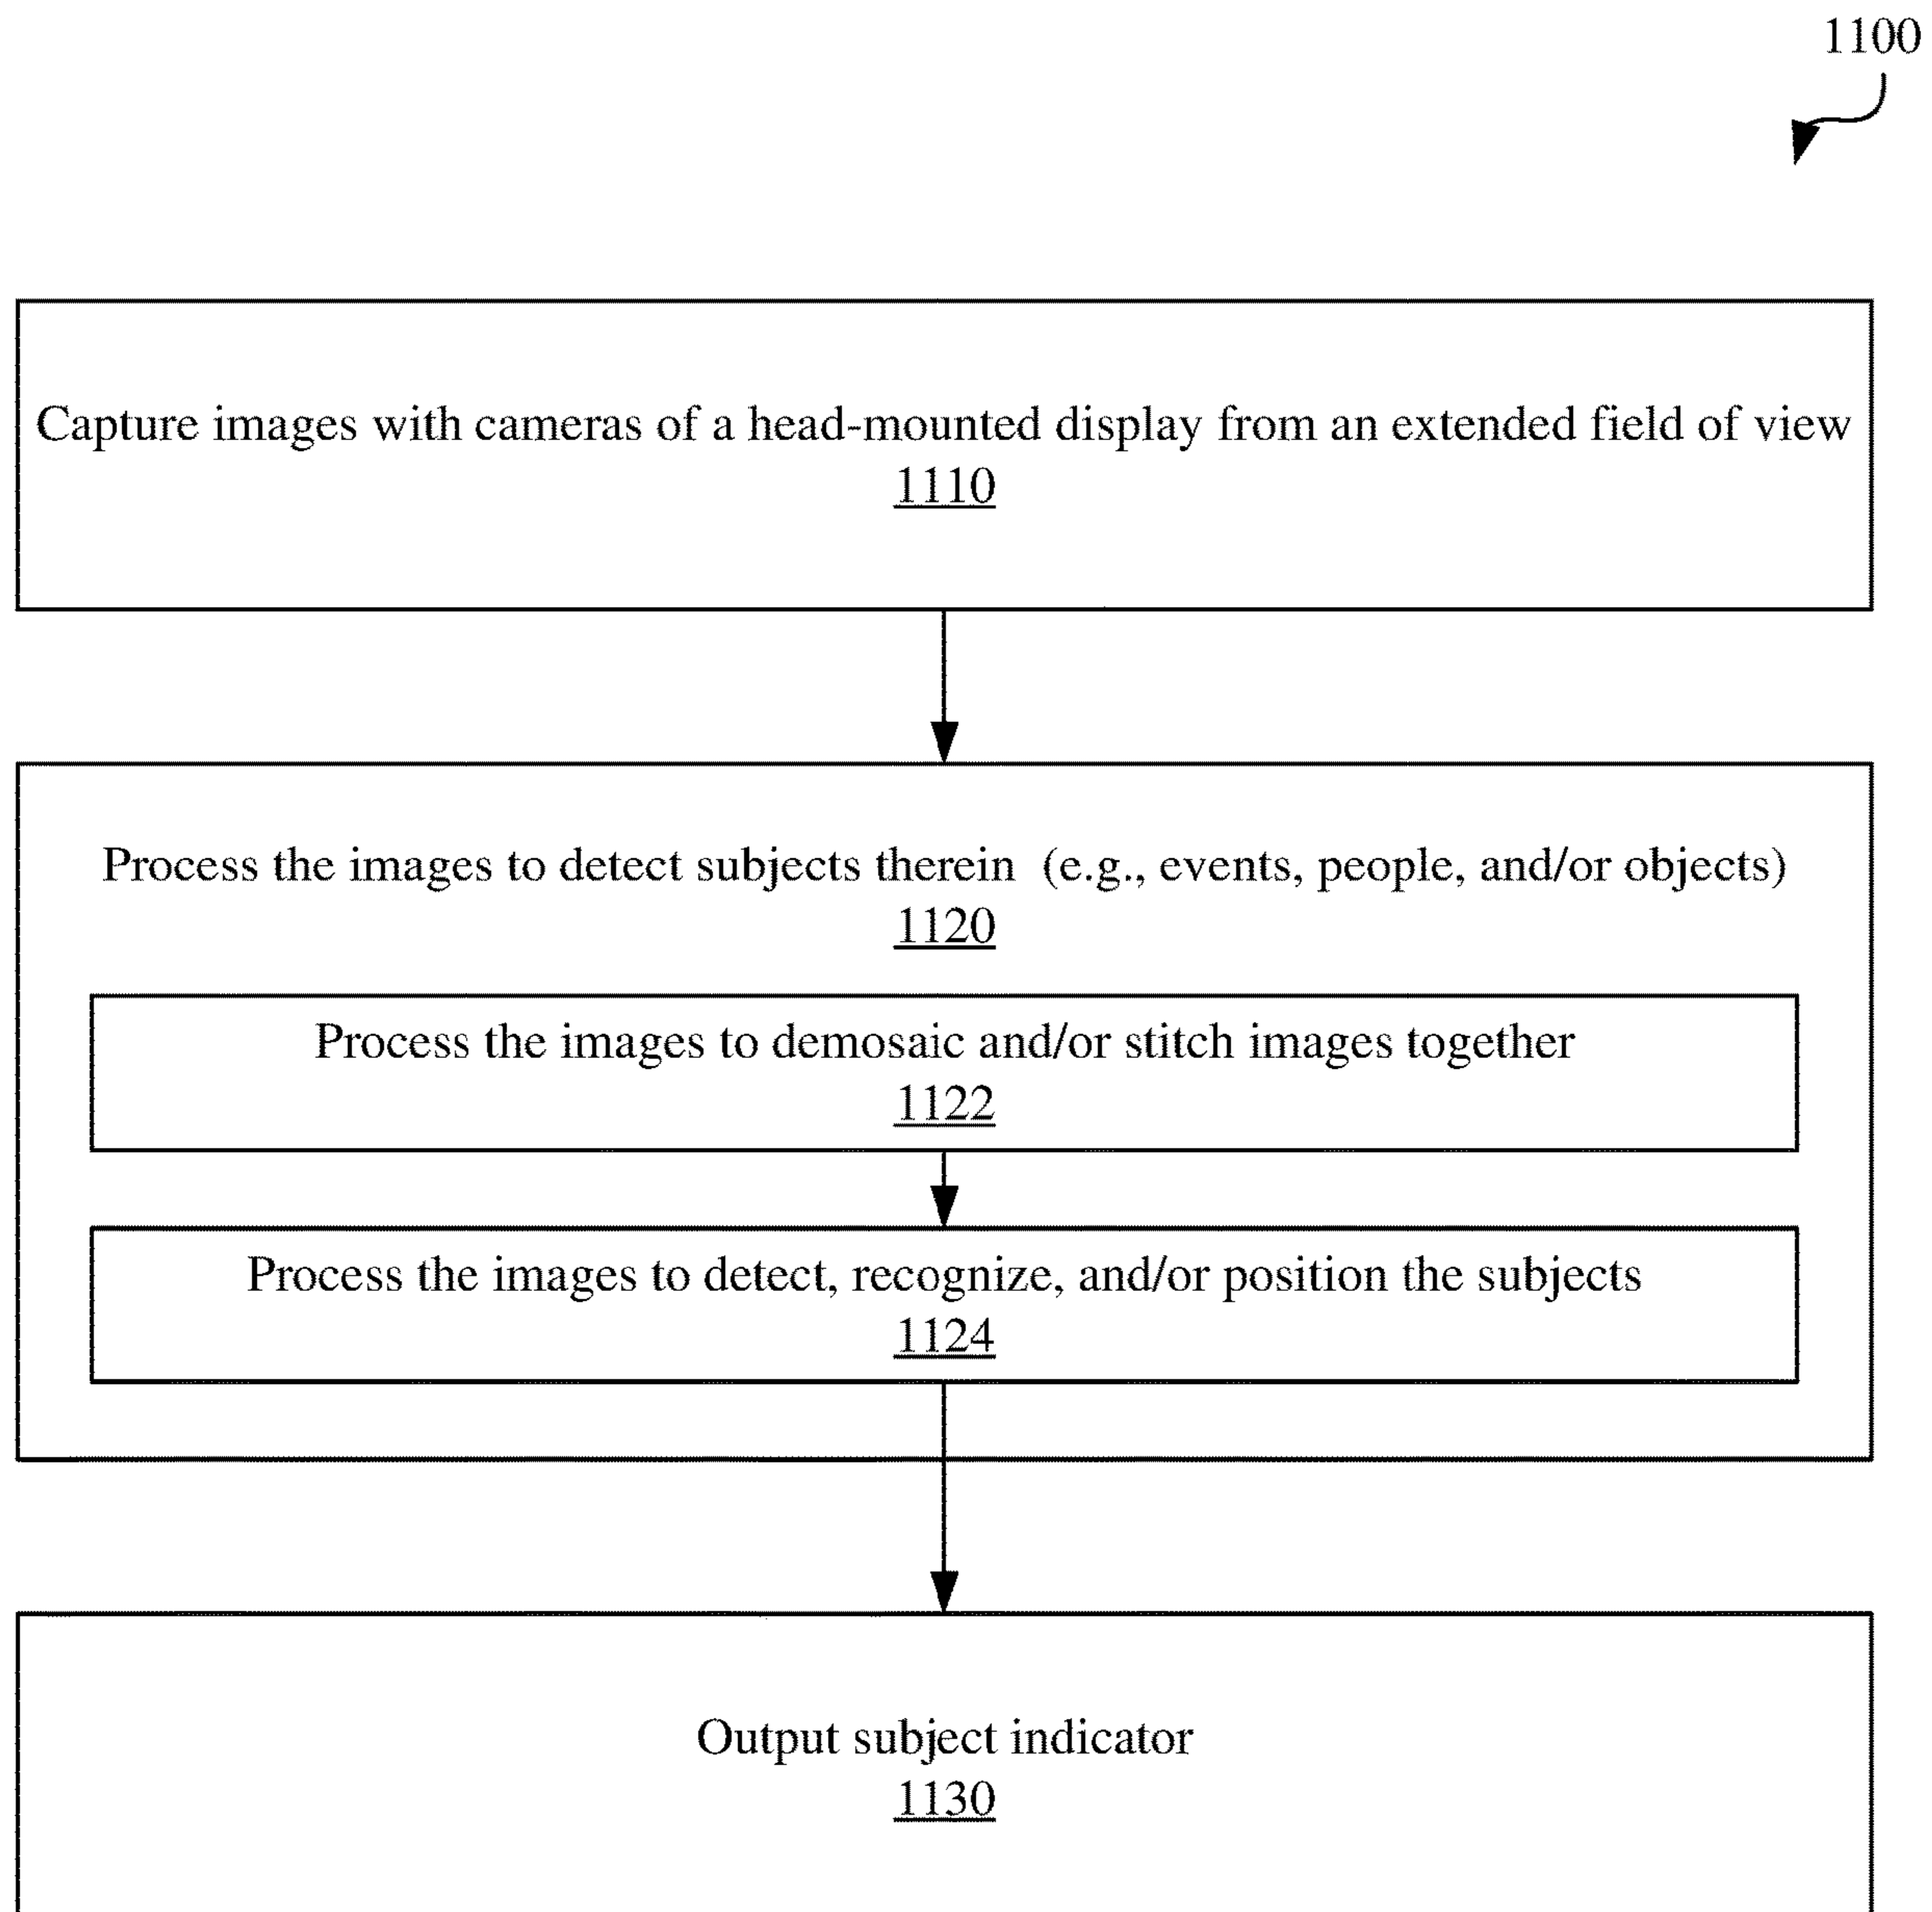 1100
Capture images with cameras of a head-mounted display from an extended field of view
1110
Process the images to detect subjects therein (e.g., events, people, and/or objects)
1120
Process the images to demosaic and/or stitch images together
1122
Process the images to detect, recognize, and/or position the subjects
1124
Output subject indicator
1130